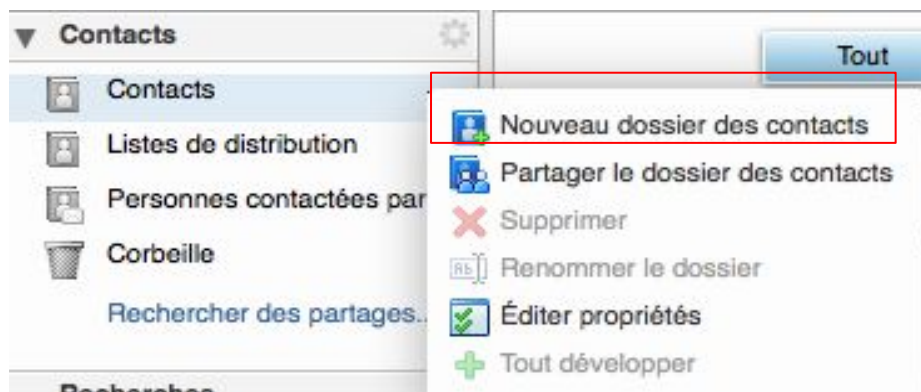 Contacts
Tout
Contacts
Nouveau dossier des contacts
Listes de distribution
Partager le dossier des contacts
Personnes contactées par
Supprimer
Corbeille
Renommer le dossier
Rechercher des partages..
Éditer propriétés
Tout développer
Recherches